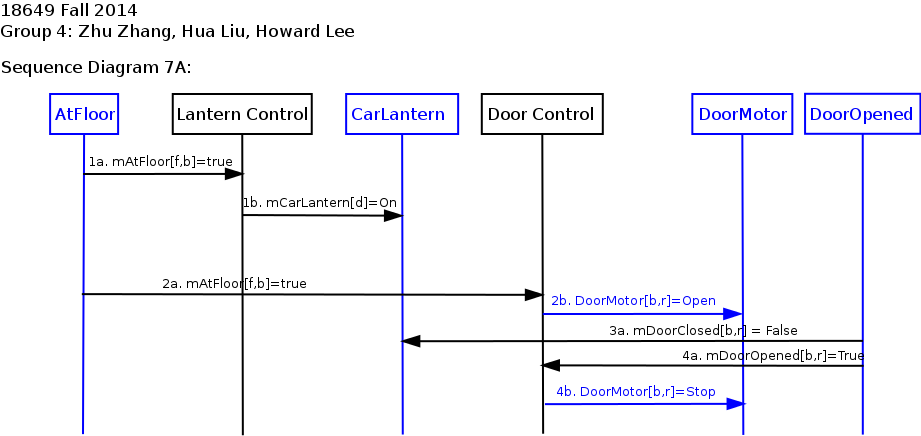 18649 Fall 2014
Group 4: Zhu Zhang, Hua Liu, Howard Lee
Sequence Diagram 7A:
AtFloor Lantern Control CarLantern Door Control DoorMotor DoorOpened
1a. mAtFloor[f,b]=true
1b. mCarLantern[d]=On
2a. mAtFloor[f,b]=true
2b. DoorMotor[b,r]=Open
3a. mDoorClosed[b,r] = False
4a. mDoorOpened[b,r]=True
4b. DoorMotor[b,r]=Stop